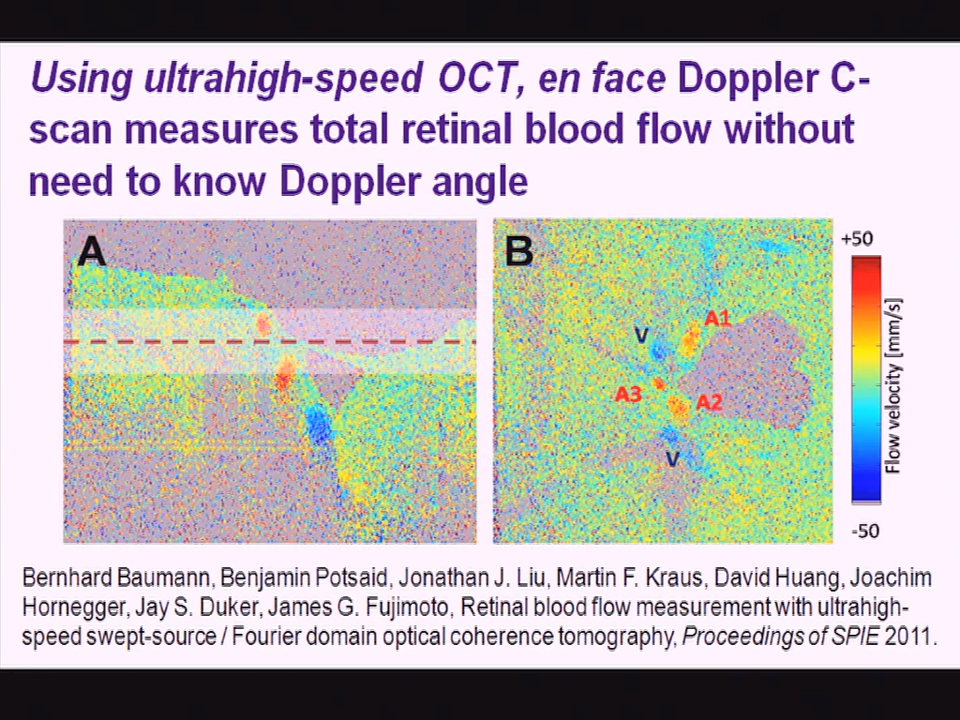 Using ultrahigh-speed OCT, en face Doppler C-
scan measures total retinal blood flow without
need to know Doppler angle
A
B
+50
A1
V
A3
A2
V
Flow velocity [mm/s]
-50
Bernhard Baumann, Benjamin Potsaid, Jonathan J. Liu, Martin F. Kraus, David Huang, Joachim
Hornegger, Jay S. Duker, James G. Fujimoto, Retinal blood flow measurement with ultrahigh-
speed swept-source / Fourier domain optical coherence tomography, Proceedings of SPIE 2011.